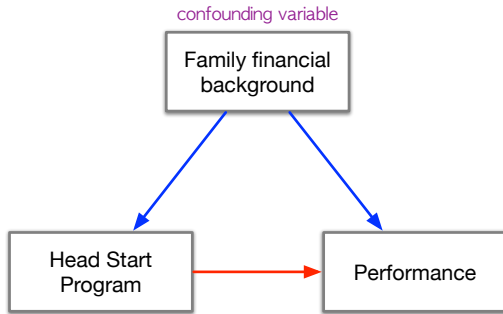 confounding variable
Family financial
background
Head Start
Program
Performance